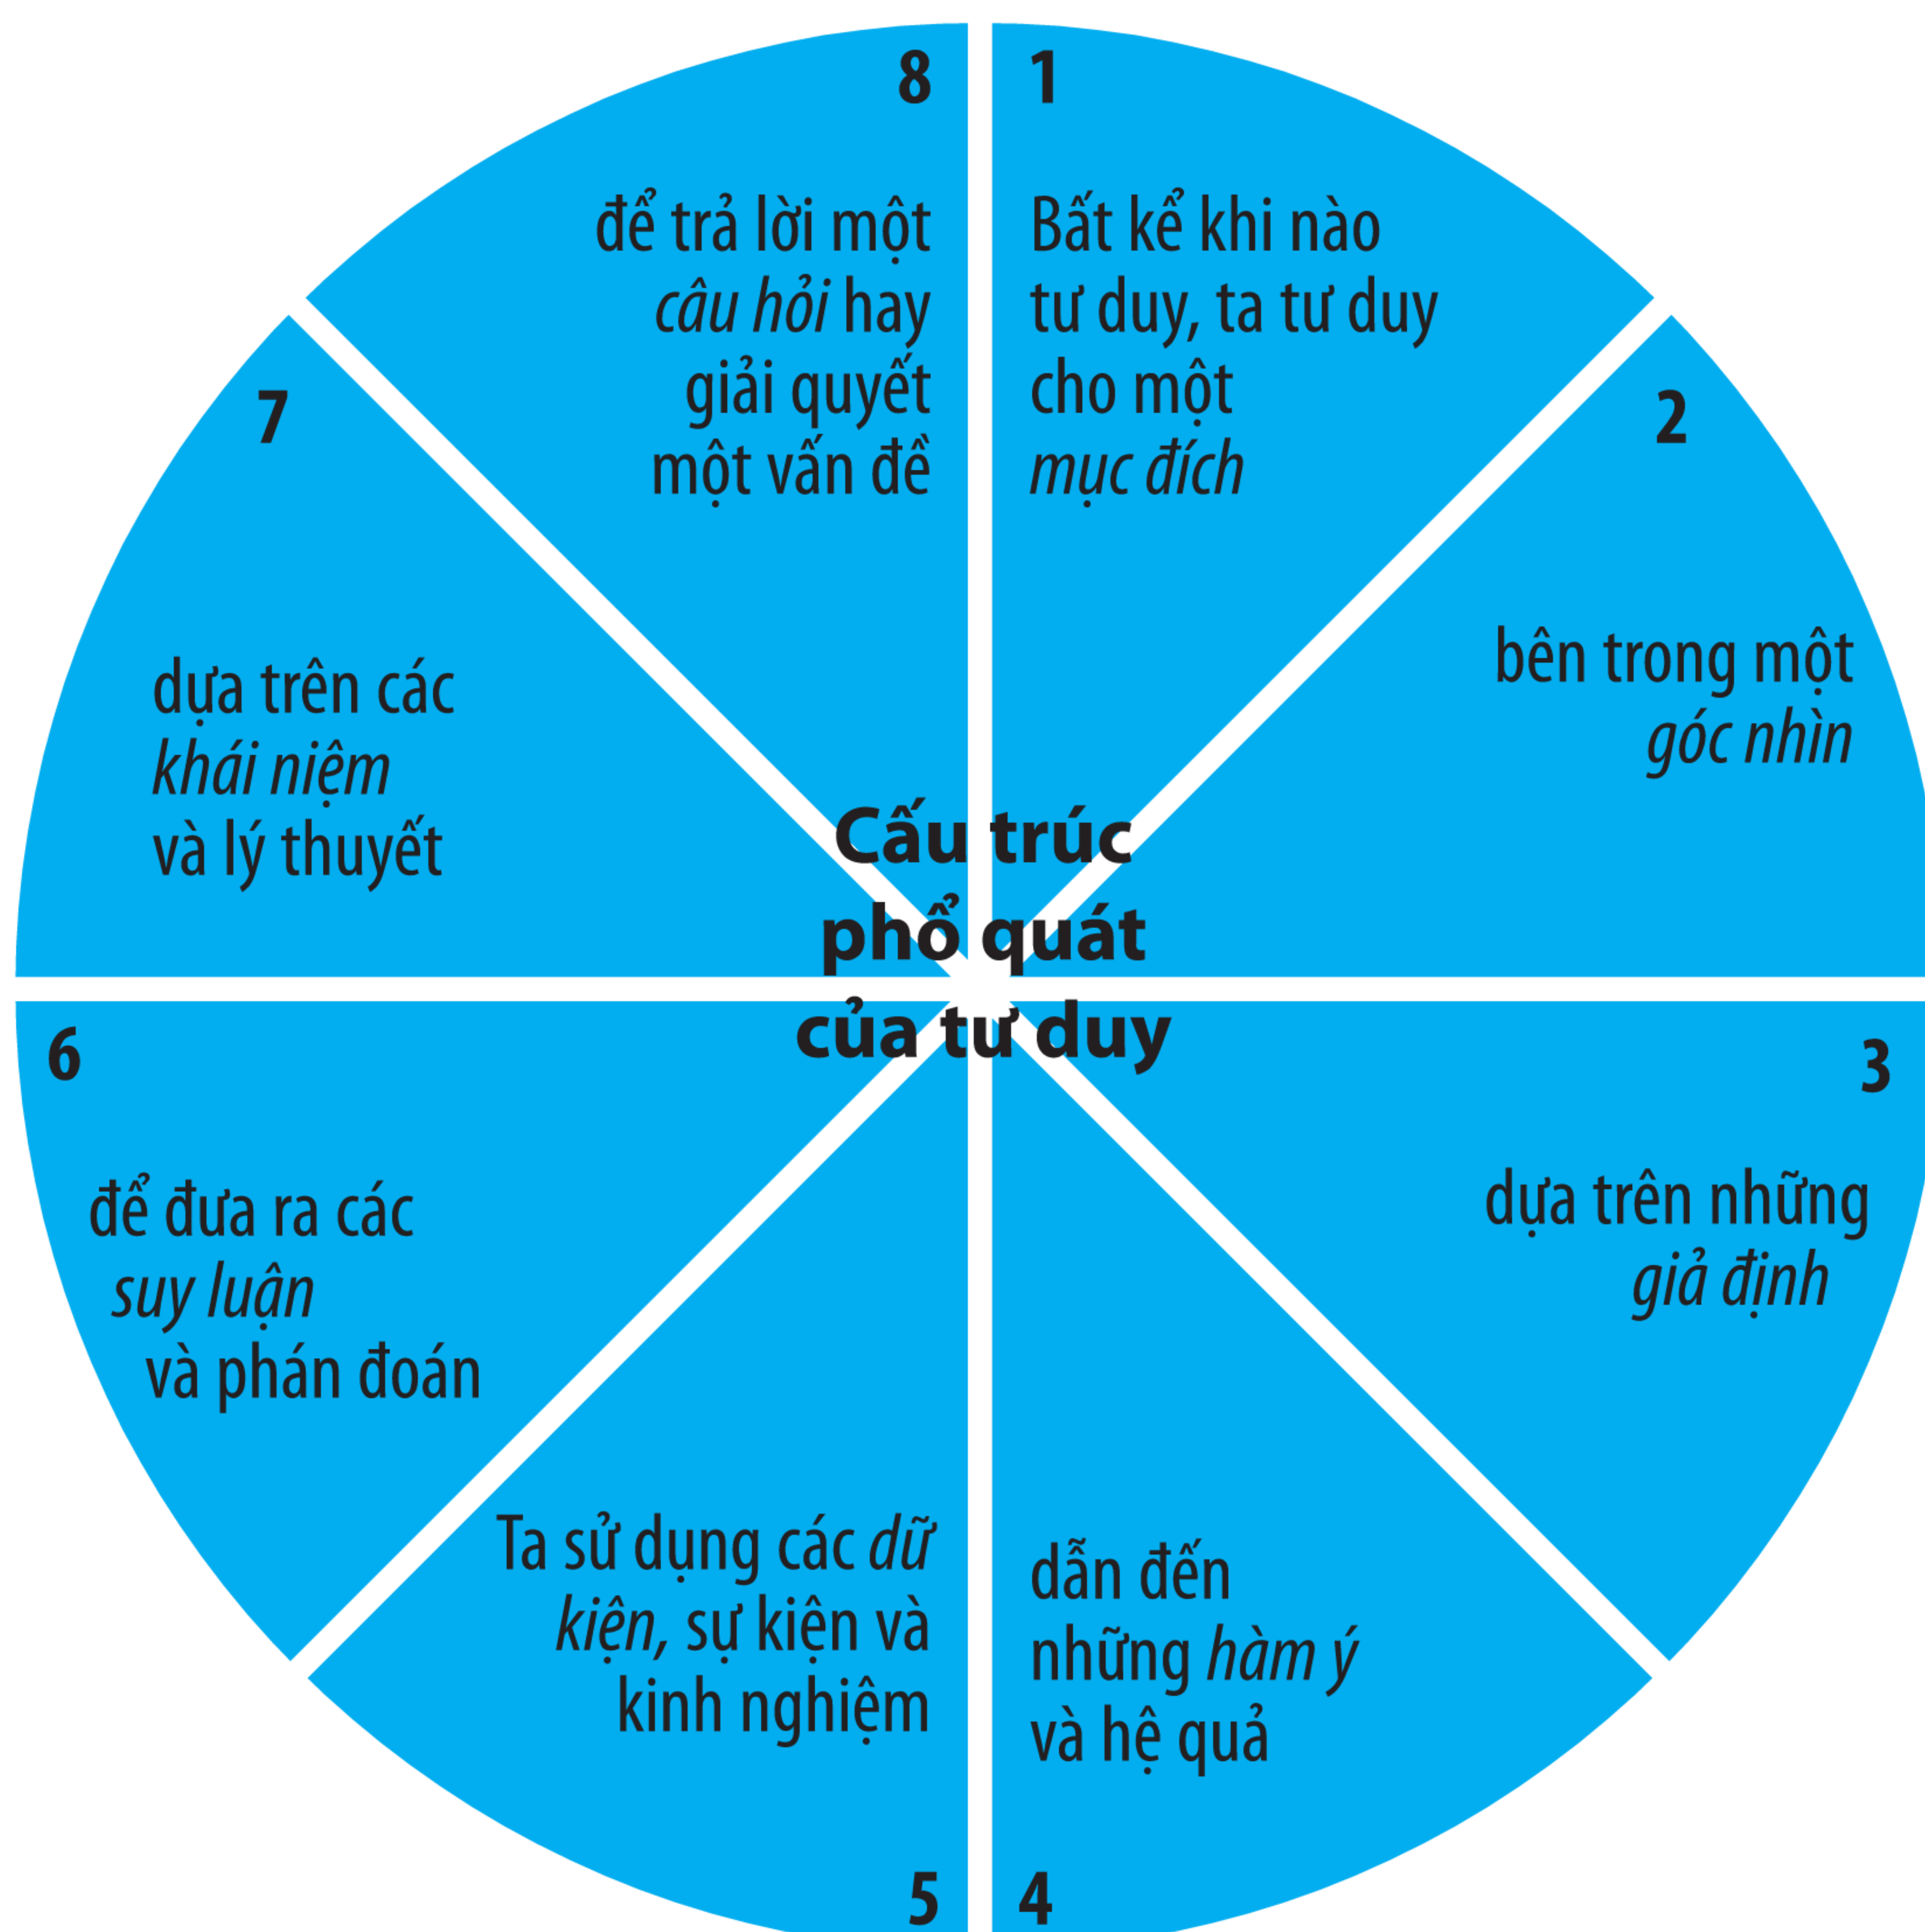 1
Bất kể khi nào
tư duy, ta tư duy
cho một
mục đích
2
bên trong một
góc nhìn
3
dựa trên những
giả định
4
dẫn đến
những hàm ý
và hệ quả
5
Ta sử dụng các dữ
kiện, sự kiện và
kinh nghiệm
6
để đưa ra các
suy luận
và phán đoán
7
dựa trên các
khái niệm
và lý thuyết
8
để trả lời một
câu hỏi hay
giải quyết
một vấn đề
Cấu trúc
phổ quát
của tư duy